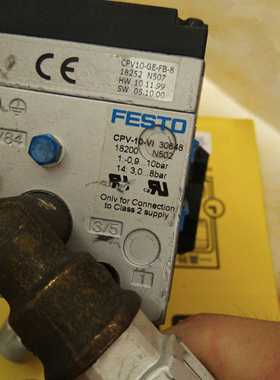 CPV10-GE-FB-8
18252 N507
HW 10.11.99
SW 05.10.00
/84
FESTO
CPV-10-VI 30648
18200 N502
1: -0,9...10bar
14: 3,0...8bar
Only for Connection
to Class 2 supply
3/5
1